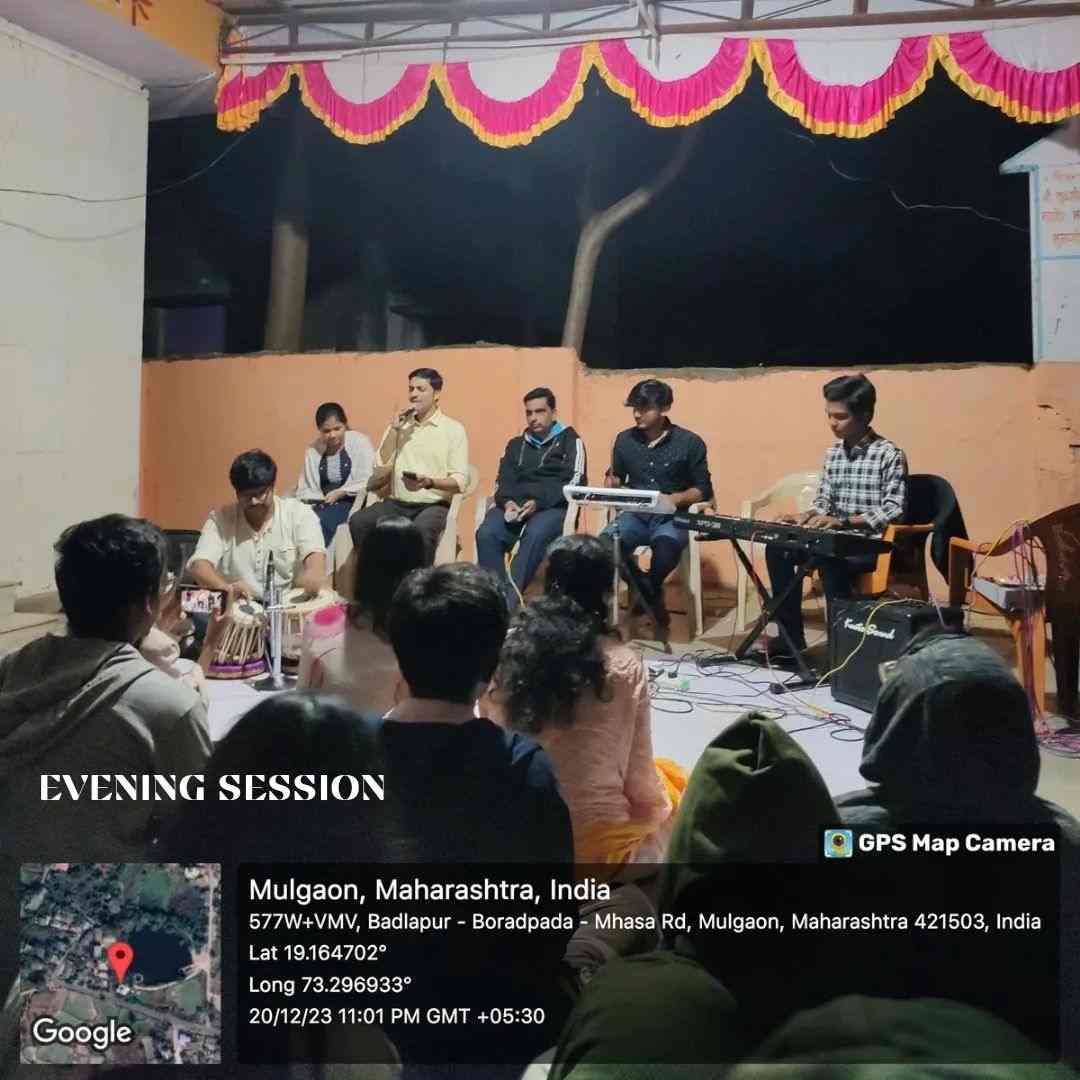 EVENING SESSION
GPS Map Camera
Mulgaon, Maharashtra, India
577W+VMV, Badlapur - Boradpada - Mhasa Rd, Mulgaon, Maharashtra 421503, India
Lat 19.164702°
Long 73.296933°
20/12/23 11:01 PM GMT +05:30
Google